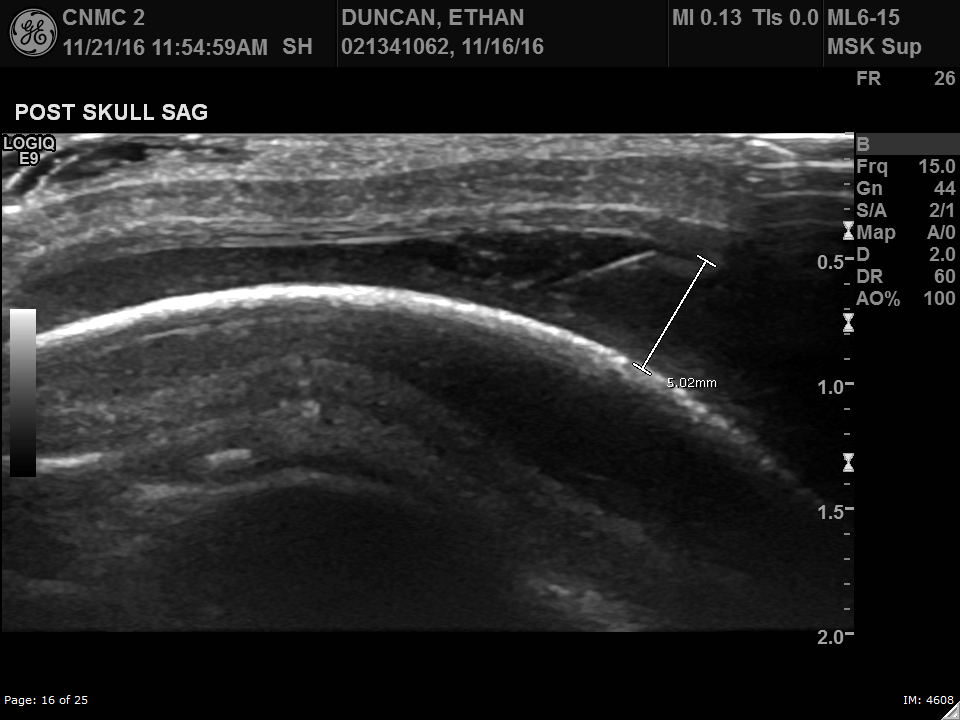 GE
CNMC 2
11/21/16 11:54:59AM SH
DUNCAN, ETHAN
021341062, 11/16/16
MI 0.13 TIs 0.0
ML6-15
MSK Sup
FR 26
POST SKULL SAG
LOGIQ
E9
B
Frq 15.0
Gn 44
S/A 2/1
Map A/0
D 2.0
DR 60
AO% 100
0.5
1.0
5.02mm
1.5
2.0
Page: 16 of 25
IM: 4608